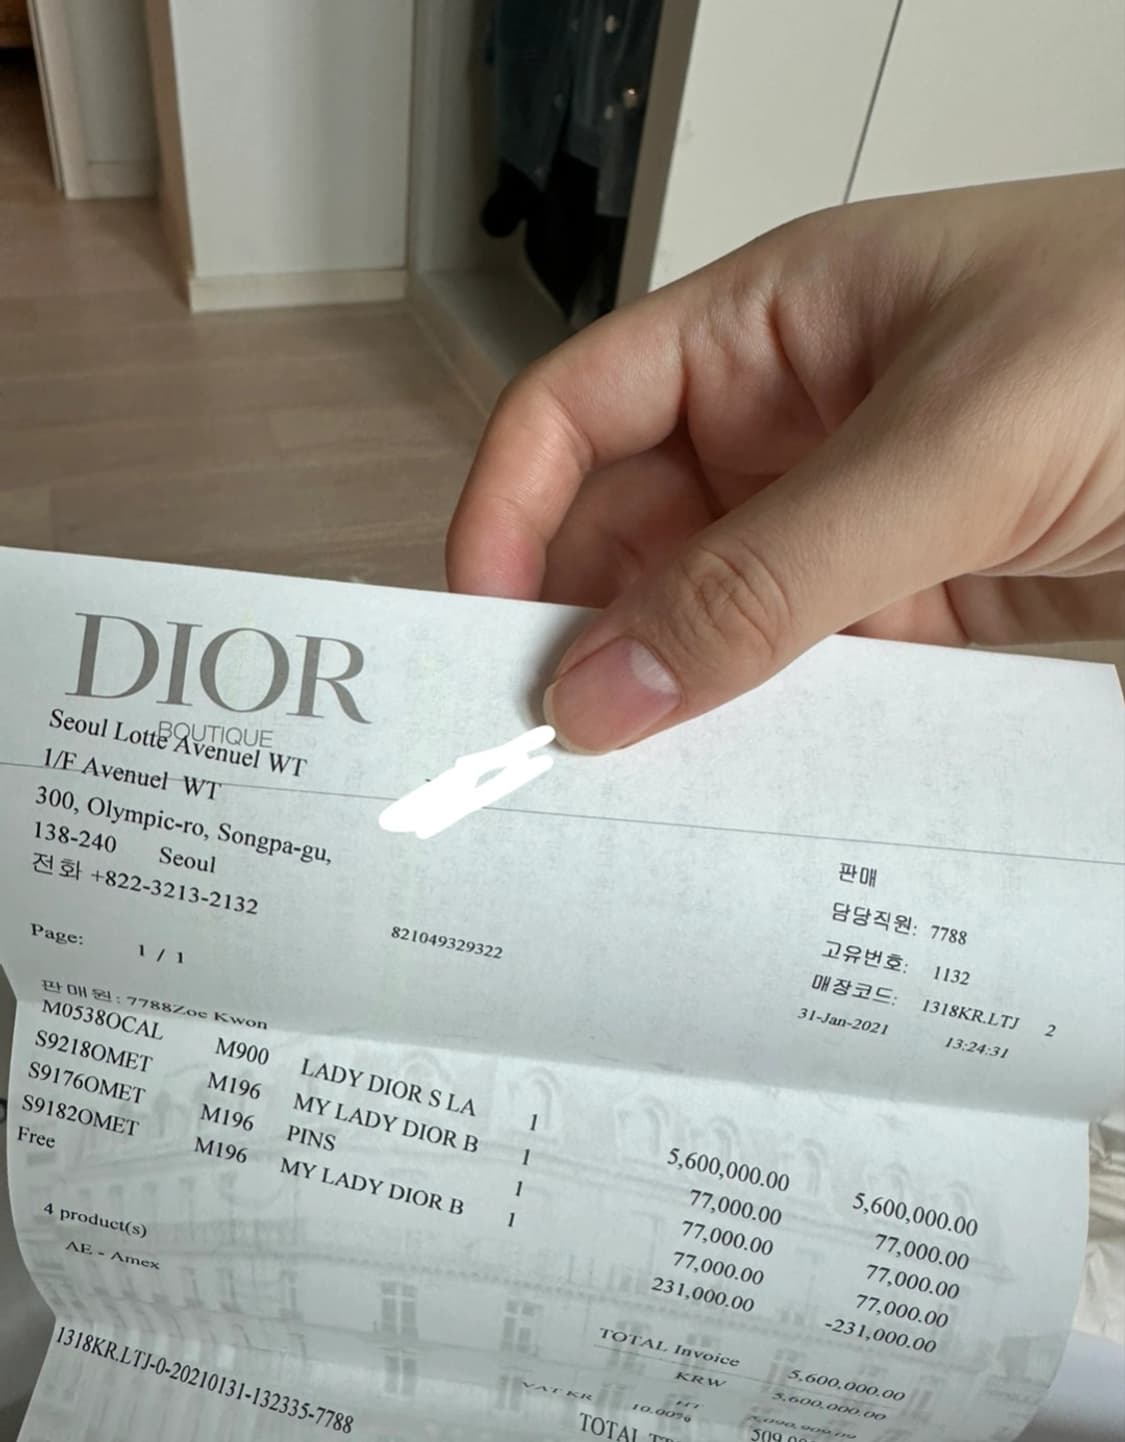 DIOR
BOUTIQUE
Seoul Lotte Avenuel WT
1/F Avenuel WT
300, Olympic-ro, Songpa-gu,
138-240 Seoul
전화 +822-3213-2132
판매
담당직원: 7788
고유번호: 1132
매장코드: 1318KR.LTJ 2
31-Jan-2021 13:24:31
Page: 1 / 1
821049329322
판매원: 7788Zoe Kwon
M0538OCAL M900 LADY DIOR S LA 1 5,600,000.00 5,600,000.00
S9218OMET M196 MY LADY DIOR B 1 77,000.00 77,000.00
S9176OMET M196 PINS 1 77,000.00 77,000.00
S9182OMET M196 MY LADY DIOR B 1 77,000.00 77,000.00
Free 231,000.00 -231,000.00
4 product(s) TOTAL Invoice 5,600,000.00
AE - Amex KRW 5,600,000.00
VAT KR 10.00%
TOTAL
1318KR.LTJ-0-20210131-132335-7788